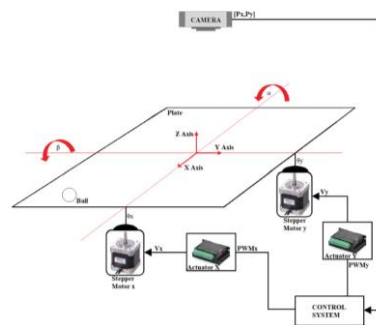 [Px,Py]
CAMERA
α
Plate
Z Axis
β
Y Axis
X Axis
Ball
θx
θy
Vy
Stepper
Motor y
Vx
PWMx
Actuator X
Actuator Y
Stepper
Motor x
PWMy
CONTROL
SYSTEM